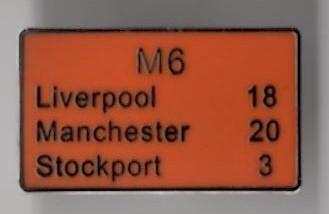 M6
Liverpool 18
Manchester 20
Stockport 3